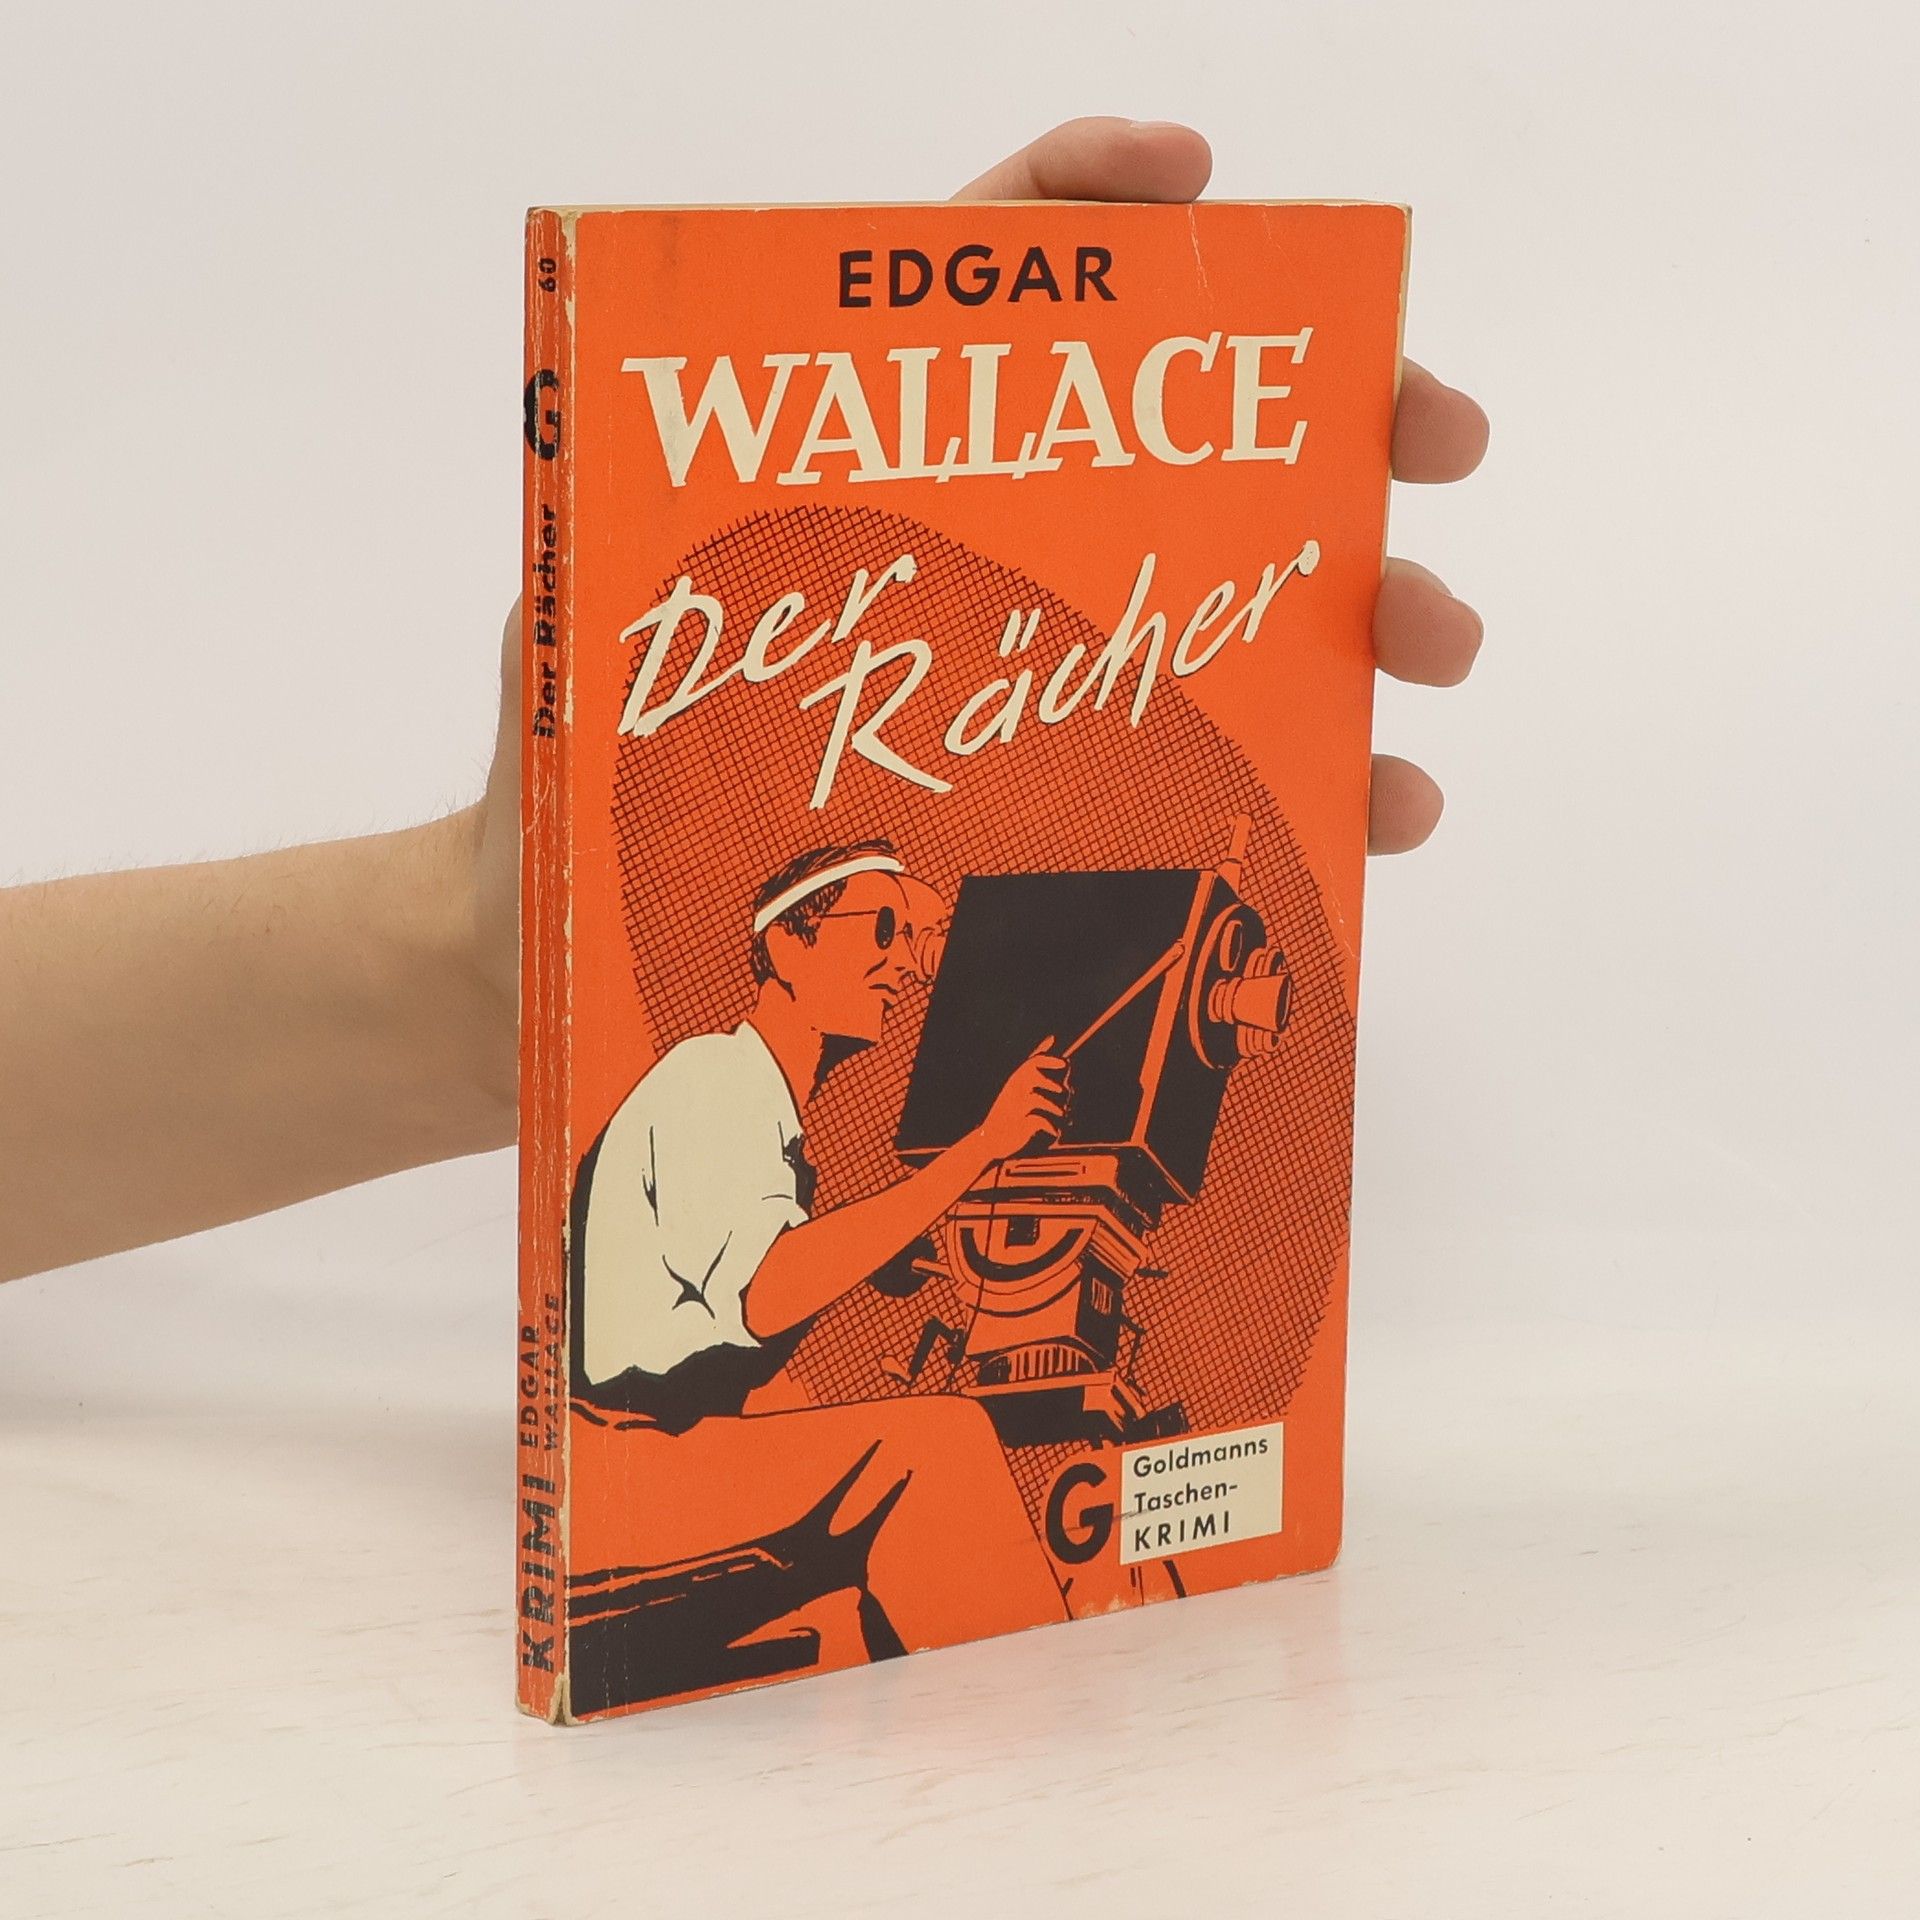 EDGAR
WALLACE
Der
Rächer
G
Goldmanns
Taschen-
KRIMI
KRIMI
EDGAR
WALLACE
Der Rächer
G
60